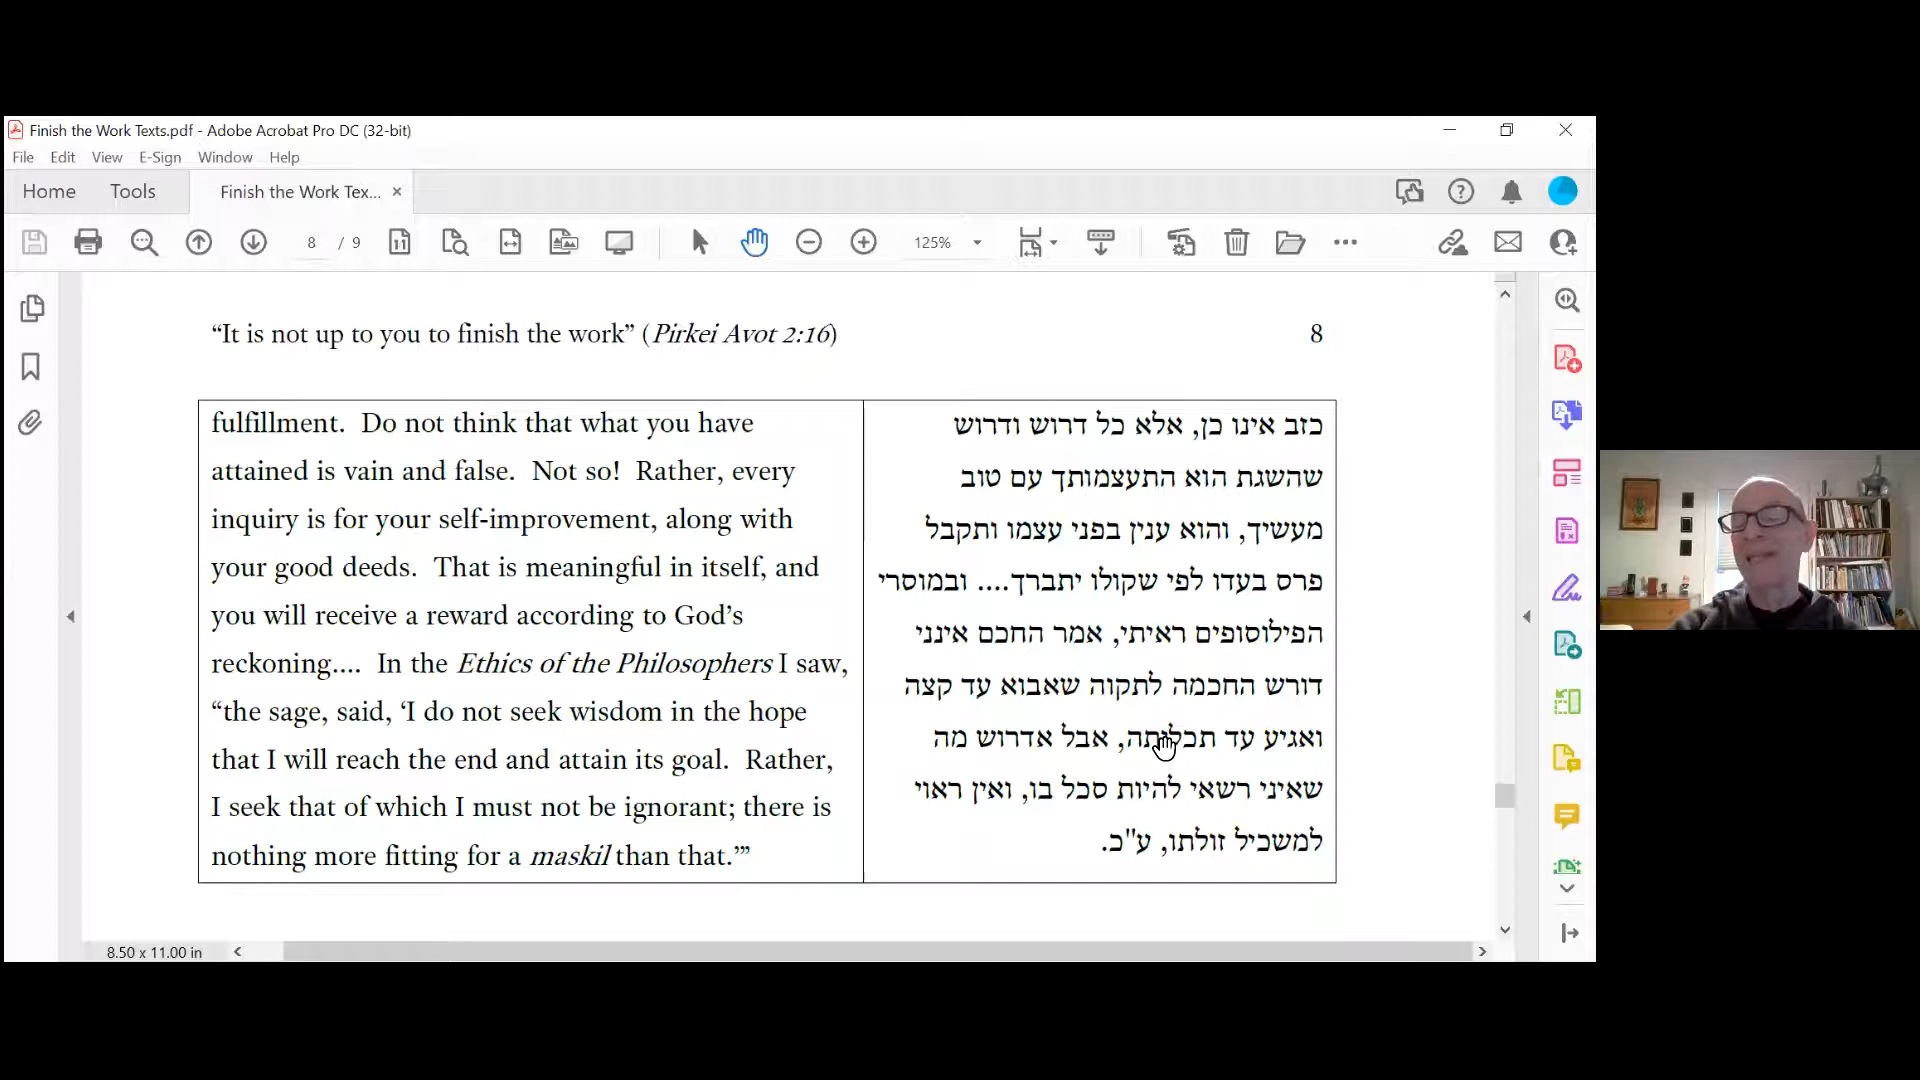 Finish the Work Texts.pdf - Adobe Acrobat Pro DC (32-bit)
File Edit View E-Sign Window Help
Home Tools Finish the Work Tex... ×
8 / 9 125%
“It is not up to you to finish the work” (Pirkei Avot 2:16) 8
fulfillment. Do not think that what you have
attained is vain and false. Not so! Rather, every
inquiry is for your self-improvement, along with
your good deeds. That is meaningful in itself, and
you will receive a reward according to God’s
reckoning.... In the Ethics of the Philosophers I saw,
“the sage, said, ‘I do not seek wisdom in the hope
that I will reach the end and attain its goal. Rather,
I seek that of which I must not be ignorant; there is
nothing more fitting for a maskil than that.’”
כזב אינו כן, אלא כל דרוש ודרוש
שהשגת הוא התעצמותך עם טוב
מעשיך, והוא ענין בפני עצמו ותקבל
פרס בעדו לפי שקולו יתברך.... ובמוסרי
הפילוסופים ראיתי, אמר החכם אינני
דורש החכמה לתקוה שאבוא עד קצה
ואגיע עד תכליתה, אבל אדרוש מה
שאיני רשאי להיות סכל בו, ואין ראוי
למשכיל זולתו, ע"כ.
8.50 x 11.00 in